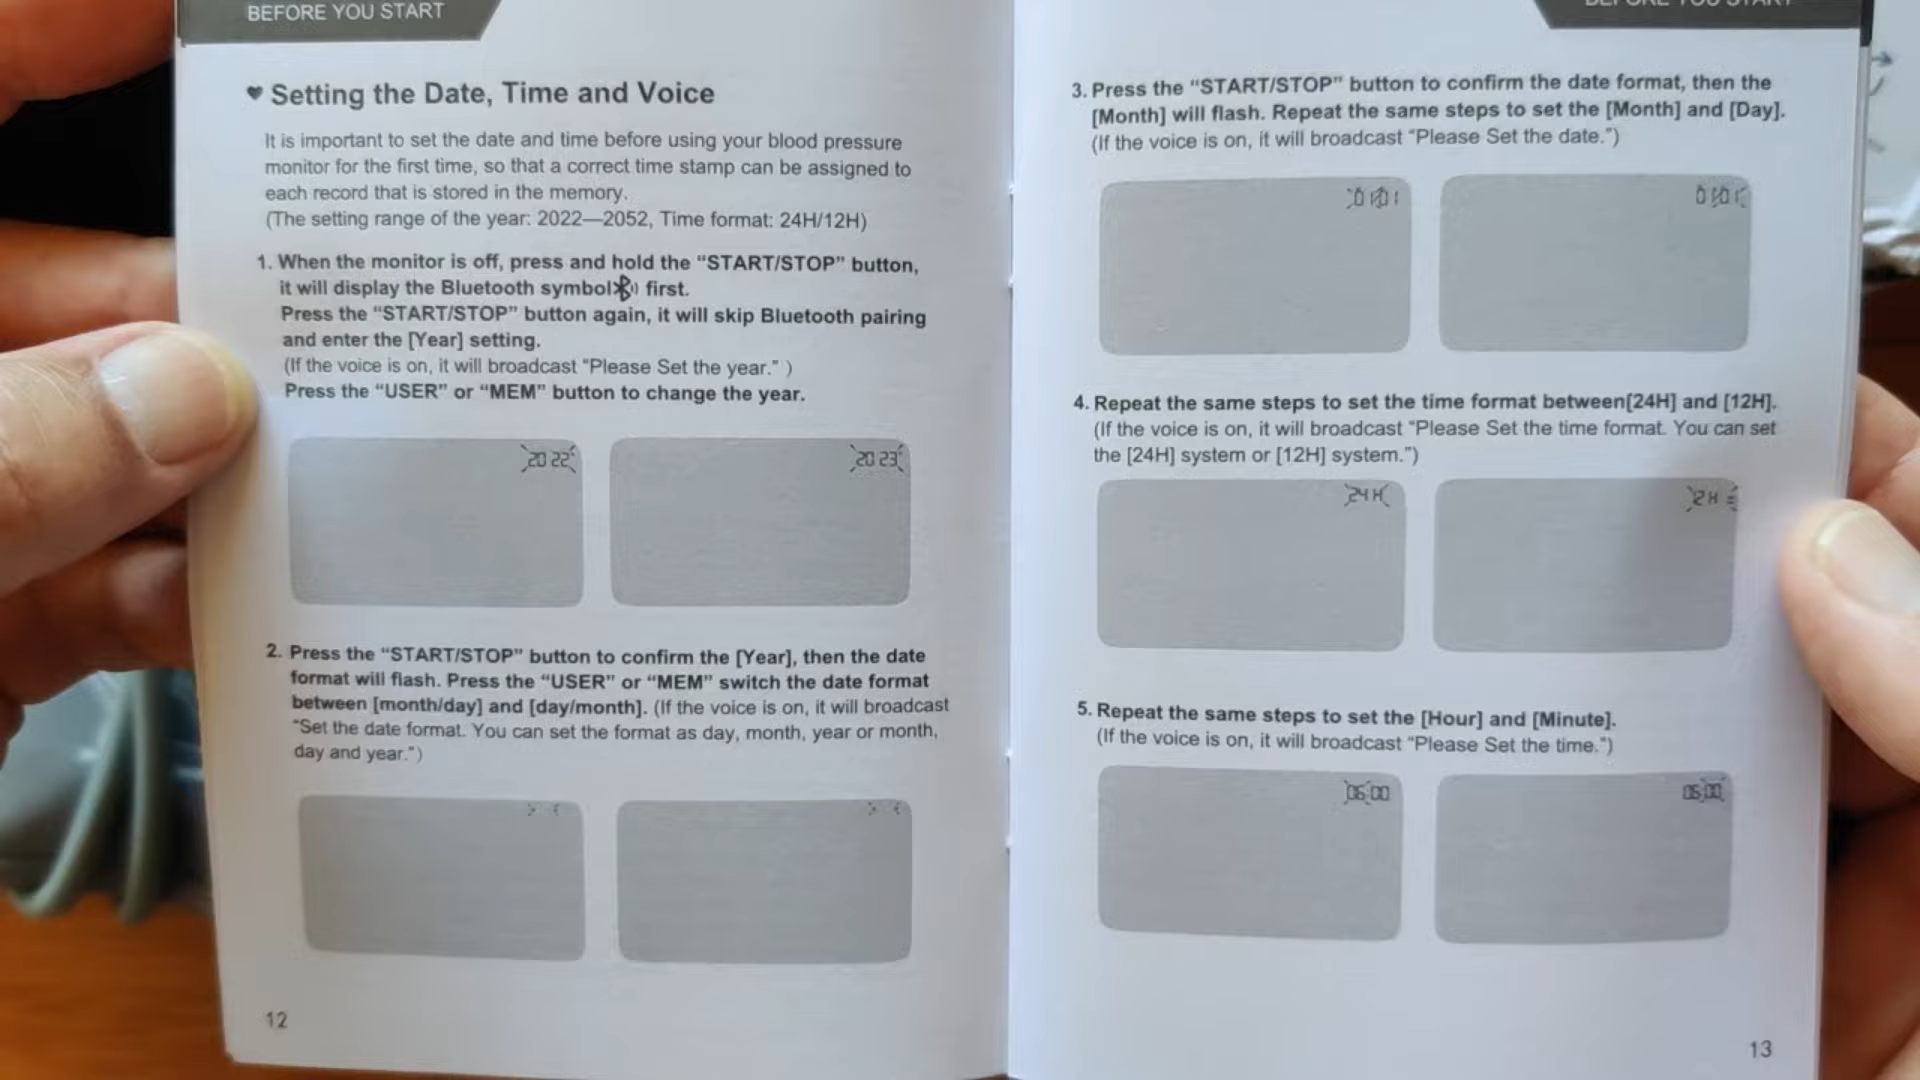 BEFORE YOU START
♥ Setting the Date, Time and Voice
It is important to set the date and time before using your blood pressure
monitor for the first time, so that a correct time stamp can be assigned to
each record that is stored in the memory.
(The setting range of the year: 2022—2052, Time format: 24H/12H)
1. When the monitor is off, press and hold the “START/STOP” button,
it will display the Bluetooth symbol first.
Press the “START/STOP” button again, it will skip Bluetooth pairing
and enter the [Year] setting.
(If the voice is on, it will broadcast “Please Set the year.” )
Press the “USER” or “MEM” button to change the year.
20 22
20 23
2. Press the “START/STOP” button to confirm the [Year], then the date
format will flash. Press the “USER” or “MEM” switch the date format
between [month/day] and [day/month]. (If the voice is on, it will broadcast
“Set the date format. You can set the format as day, month, year or month,
day and year.”)
12
BEFORE YOU START
3. Press the “START/STOP” button to confirm the date format, then the
[Month] will flash. Repeat the same steps to set the [Month] and [Day].
(If the voice is on, it will broadcast “Please Set the date.”)
4. Repeat the same steps to set the time format between[24H] and [12H].
(If the voice is on, it will broadcast “Please Set the time format. You can set
the [24H] system or [12H] system.”)
24H
5. Repeat the same steps to set the [Hour] and [Minute].
(If the voice is on, it will broadcast “Please Set the time.”)
06:00
06:00
13